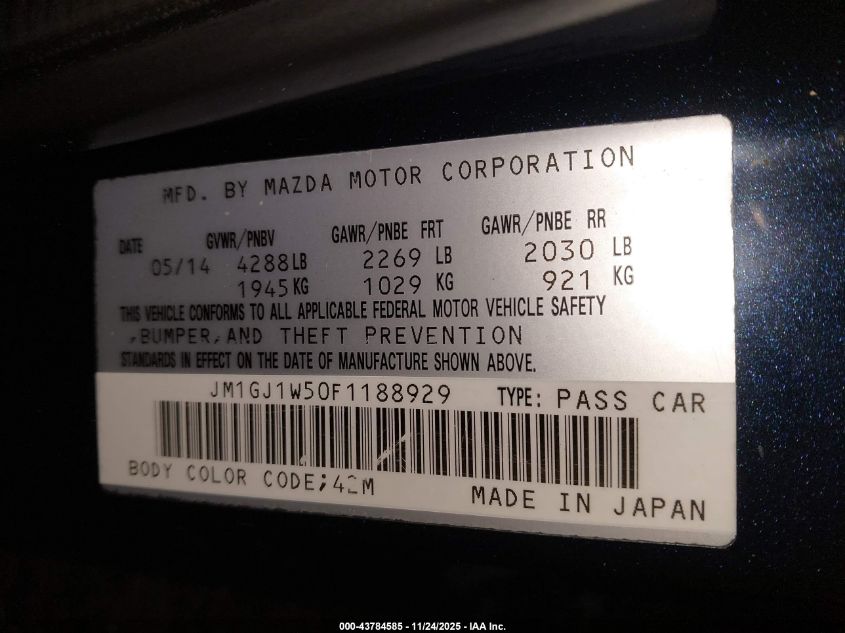 MFD. BY MAZDA MOTOR CORPORATION
DATE GVWR/PNBV GAWR/PNBE FRT GAWR/PNBE RR
05/14 4288LB 2269 LB 2030 LB
1945KG 1029 KG 921 KG
THIS VEHICLE CONFORMS TO ALL APPLICABLE FEDERAL MOTOR VEHICLE SAFETY
,BUMPER,AND THEFT PREVENTION
STANDARDS IN EFFECT ON THE DATE OF MANUFACTURE SHOWN ABOVE.
JM1GJ1W50F1188929 TYPE: PASS CAR
BODY COLOR CODE;42M
MADE IN JAPAN
000-43784585 - 11/24/2025 - IAA Inc.